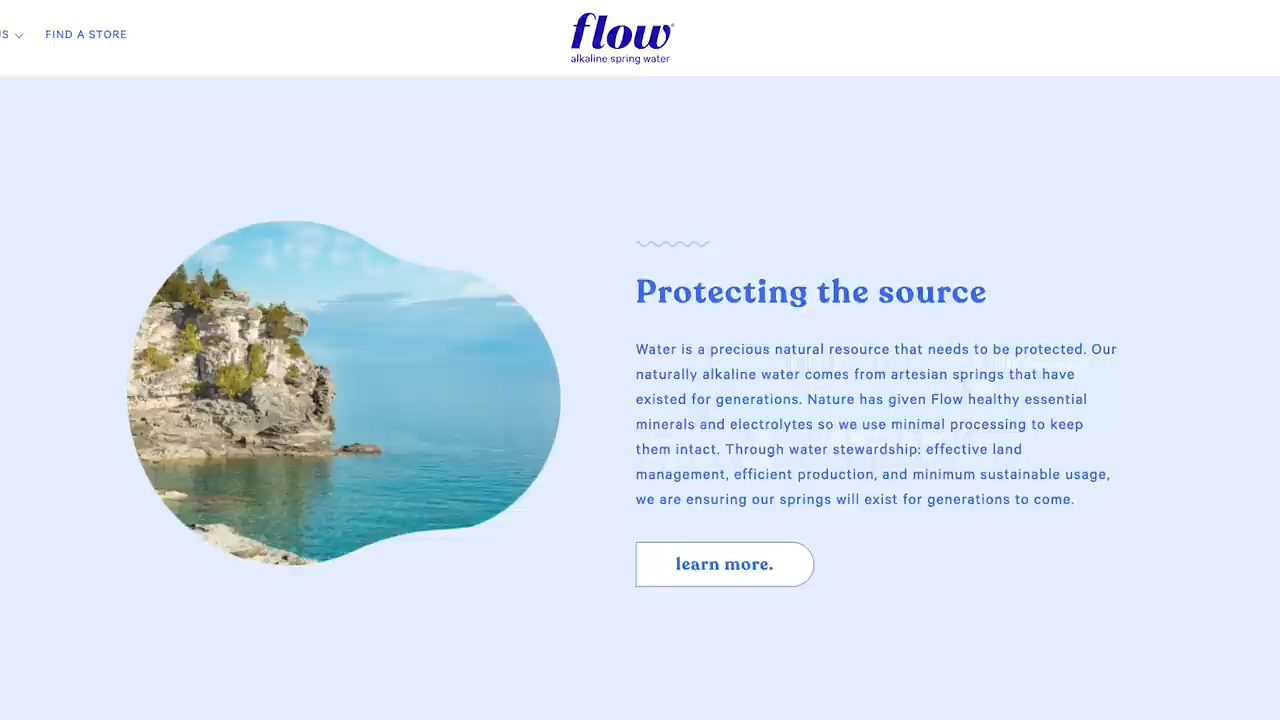 US
FIND A STORE
flow
alkaline spring water
Protecting the source
Water is a precious natural resource that needs to be protected. Our
naturally alkaline water comes from artesian springs that have
existed for generations. Nature has given Flow healthy essential
minerals and electrolytes so we use minimal processing to keep
them intact. Through water stewardship: effective land
management, efficient production, and minimum sustainable usage,
we are ensuring our springs will exist for generations to come.
learn more.